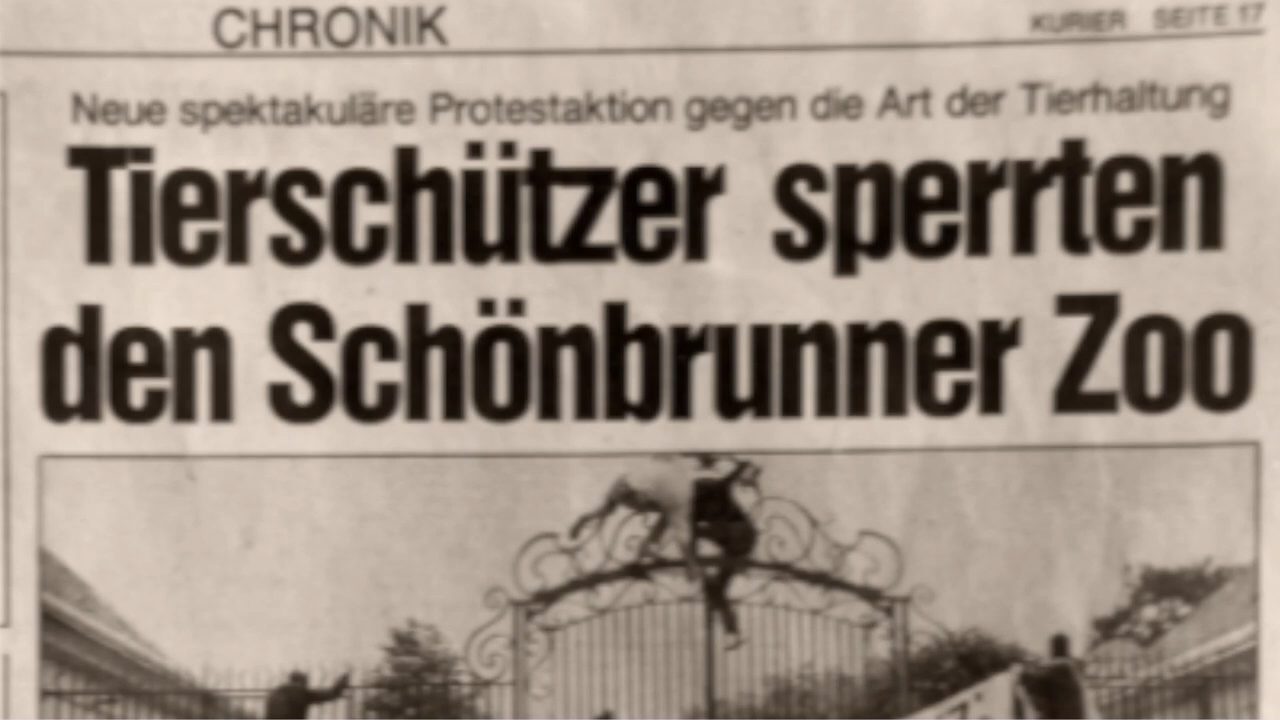 CHRONIK
KURIER SEITE 17
Neue spektakuläre Protestaktion gegen die Art der Tierhaltung
Tierschützer sperrten
den Schönbrunner Zoo